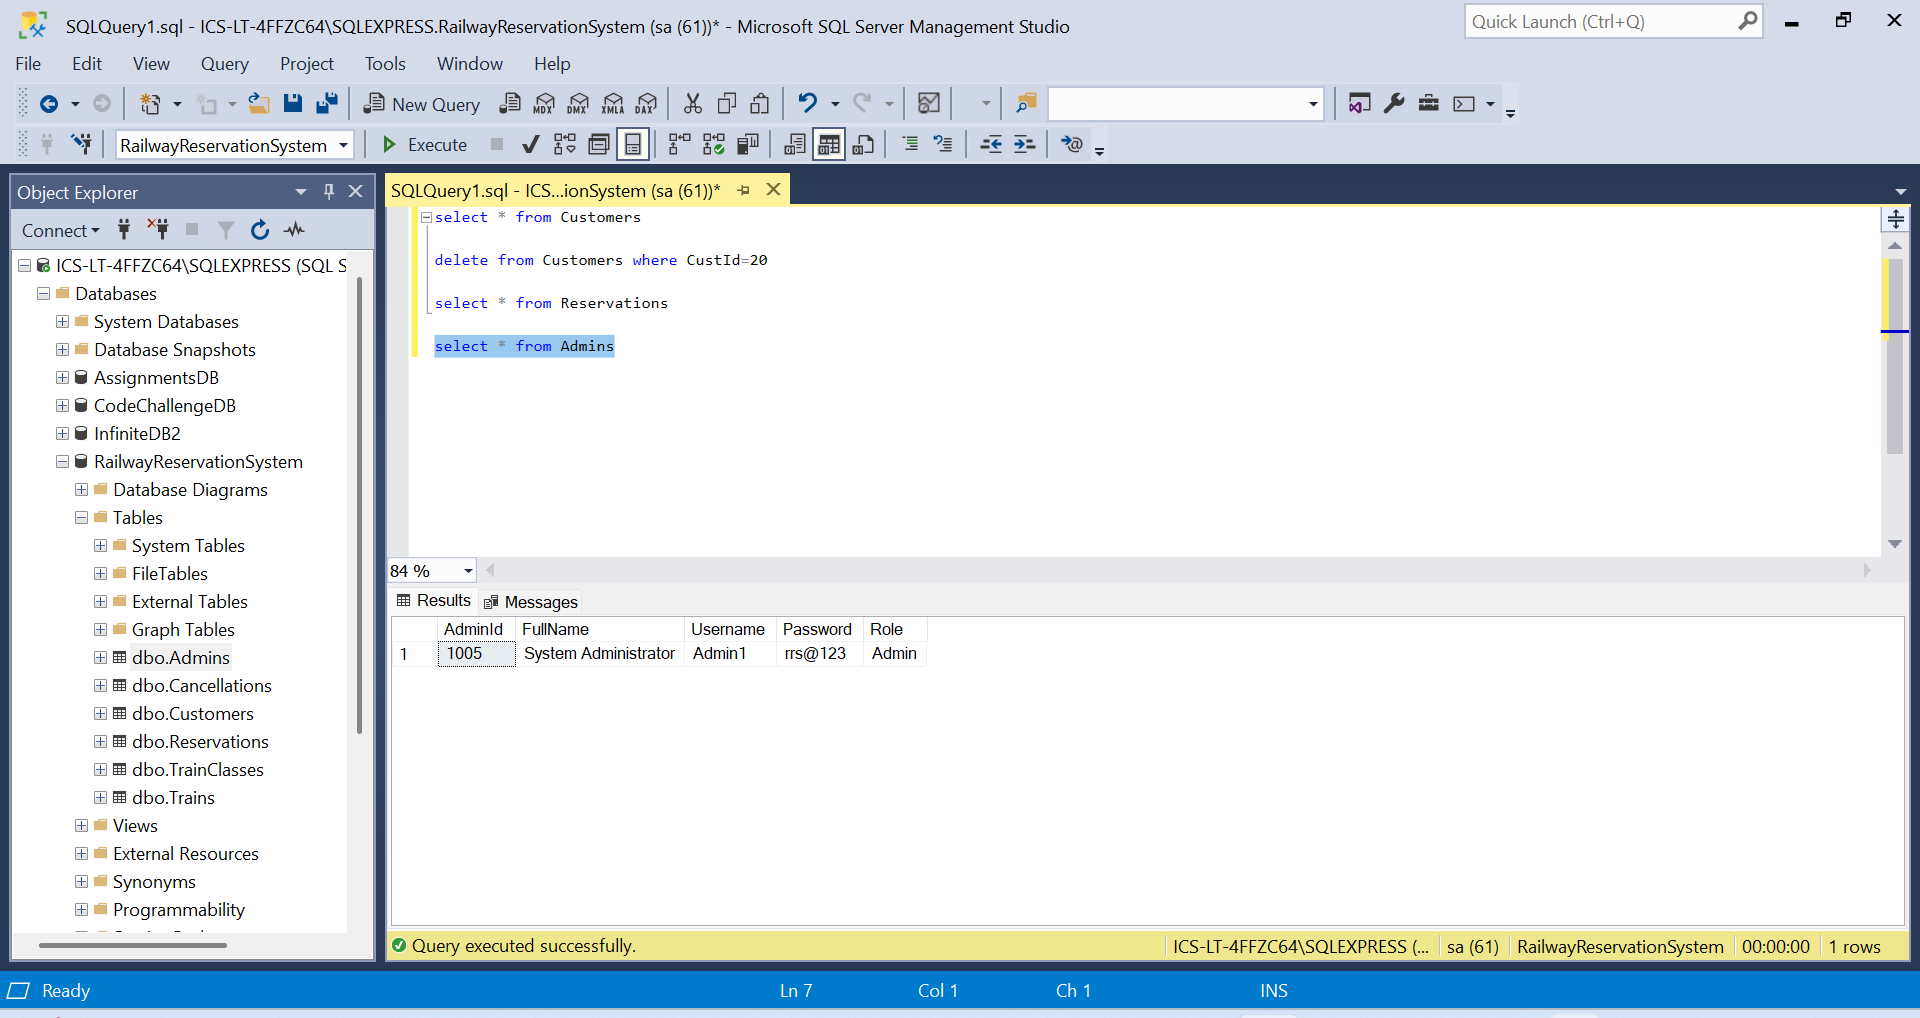 SQLQuery1.sql - ICS-LT-4FFZC64\SQLEXPRESS.RailwayReservationSystem (sa (61))* - Microsoft SQL Server Management Studio
Quick Launch (Ctrl+Q)
File Edit View Query Project Tools Window Help
New Query MDX DMX XMLA DAX
RailwayReservationSystem Execute
Object Explorer
Connect
ICS-LT-4FFZC64\SQLEXPRESS (SQL S
Databases
System Databases
Database Snapshots
AssignmentsDB
CodeChallengeDB
InfiniteDB2
RailwayReservationSystem
Database Diagrams
Tables
System Tables
FileTables
External Tables
Graph Tables
dbo.Admins
dbo.Cancellations
dbo.Customers
dbo.Reservations
dbo.TrainClasses
dbo.Trains
Views
External Resources
Synonyms
Programmability
SQLQuery1.sql - ICS...ionSystem (sa (61))*
select * from Customers
delete from Customers where CustId=20
select * from Reservations
select * from Admins
84 %
Results Messages
AdminId FullName Username Password Role
1 1005 System Administrator Admin1 rrs@123 Admin
Query executed successfully. ICS-LT-4FFZC64\SQLEXPRESS (... sa (61) RailwayReservationSystem 00:00:00 1 rows
Ready Ln 7 Col 1 Ch 1 INS